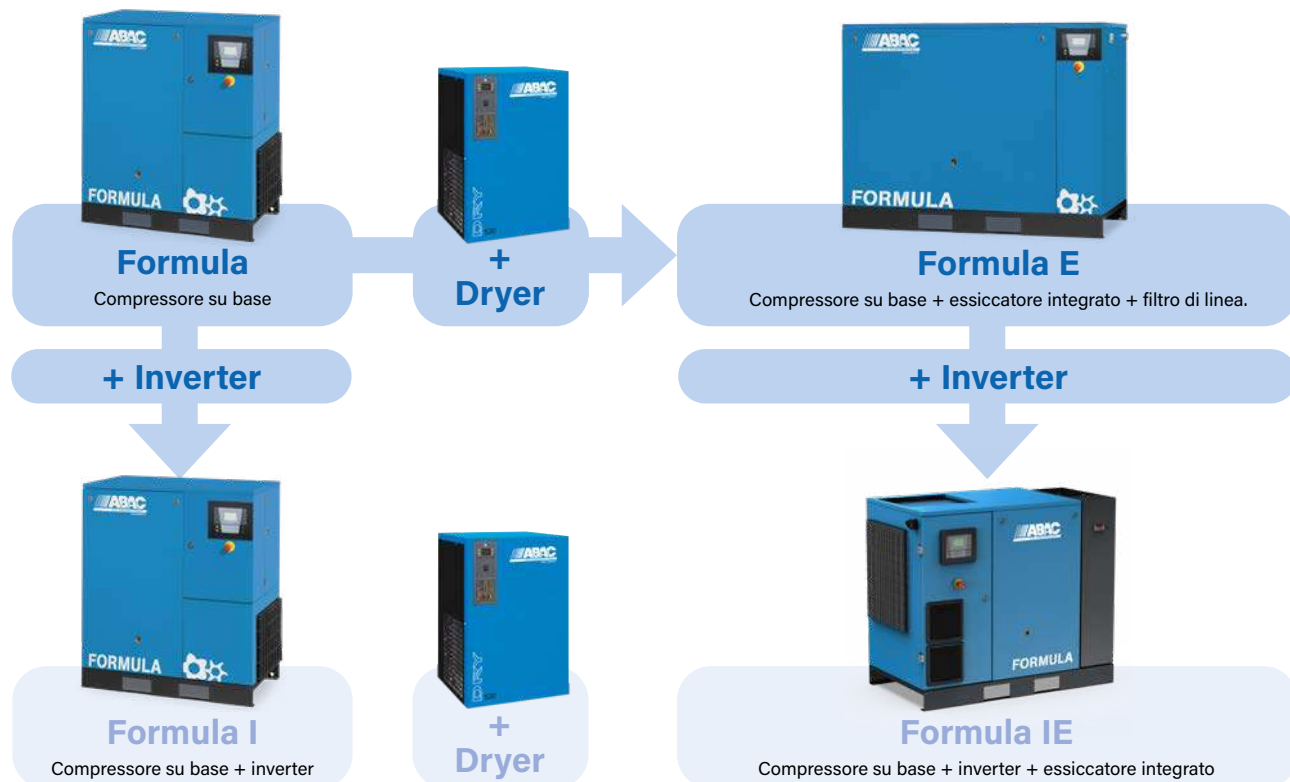 ABAC
ABAC
ABAC
FORMULA
DRY
FORMULA
Formula
Compressore su base
+
Dryer
Formula E
Compressore su base + essiccatore integrato + filtro di linea.
+ Inverter
+ Inverter
ABAC
ABAC
ABAC
FORMULA
DRY
FORMULA
Formula I
Compressore su base + inverter
+
Dryer
Formula IE
Compressore su base + inverter + essiccatore integrato